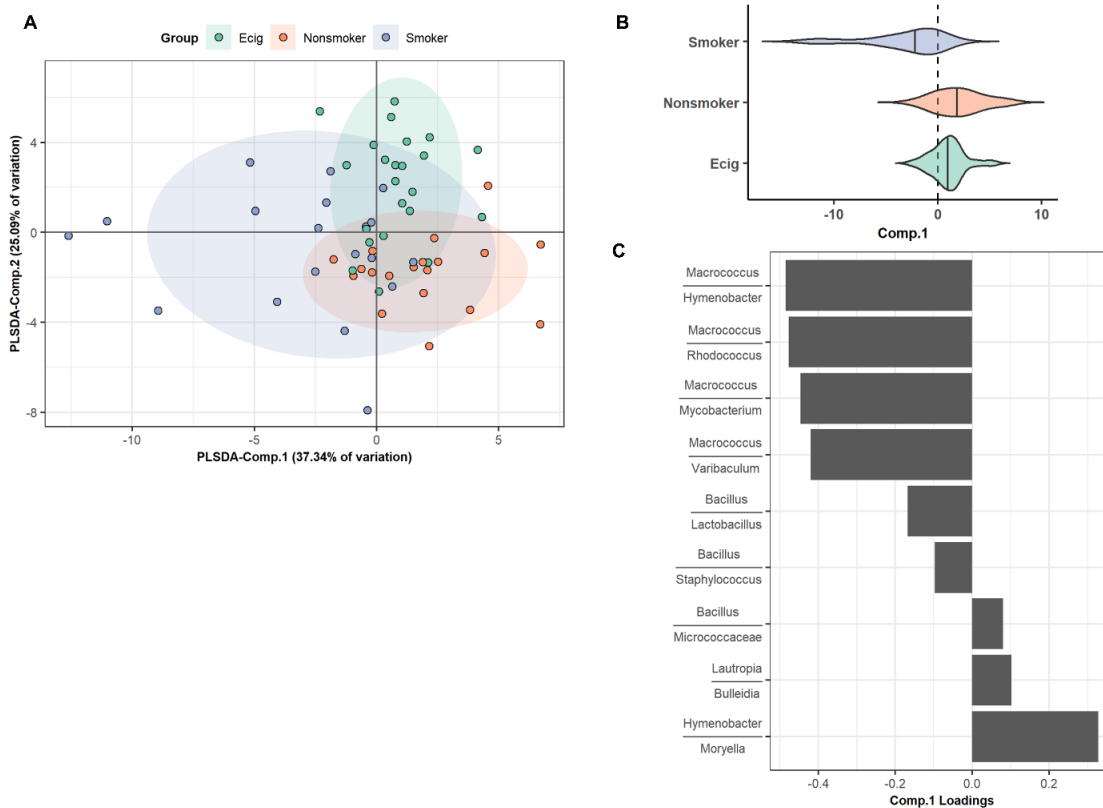 A
Group Ecig Nonsmoker Smoker
PLSDA-Comp.2 (25.09% of variation)
4
0
-4
-8
-10 -5 0 5
PLSDA-Comp.1 (37.34% of variation)
B
Smoker
Nonsmoker
Ecig
-10 0 10
Comp.1
C
Macrococcus
Hymenobacter
Macrococcus
Rhodococcus
Macrococcus
Mycobacterium
Macrococcus
Varibaculum
Bacillus
Lactobacillus
Bacillus
Staphylococcus
Bacillus
Micrococcaceae
Lautropia
Bulleidia
Hymenobacter
Moryella
-0.4 -0.2 0.0 0.2
Comp.1 Loadings